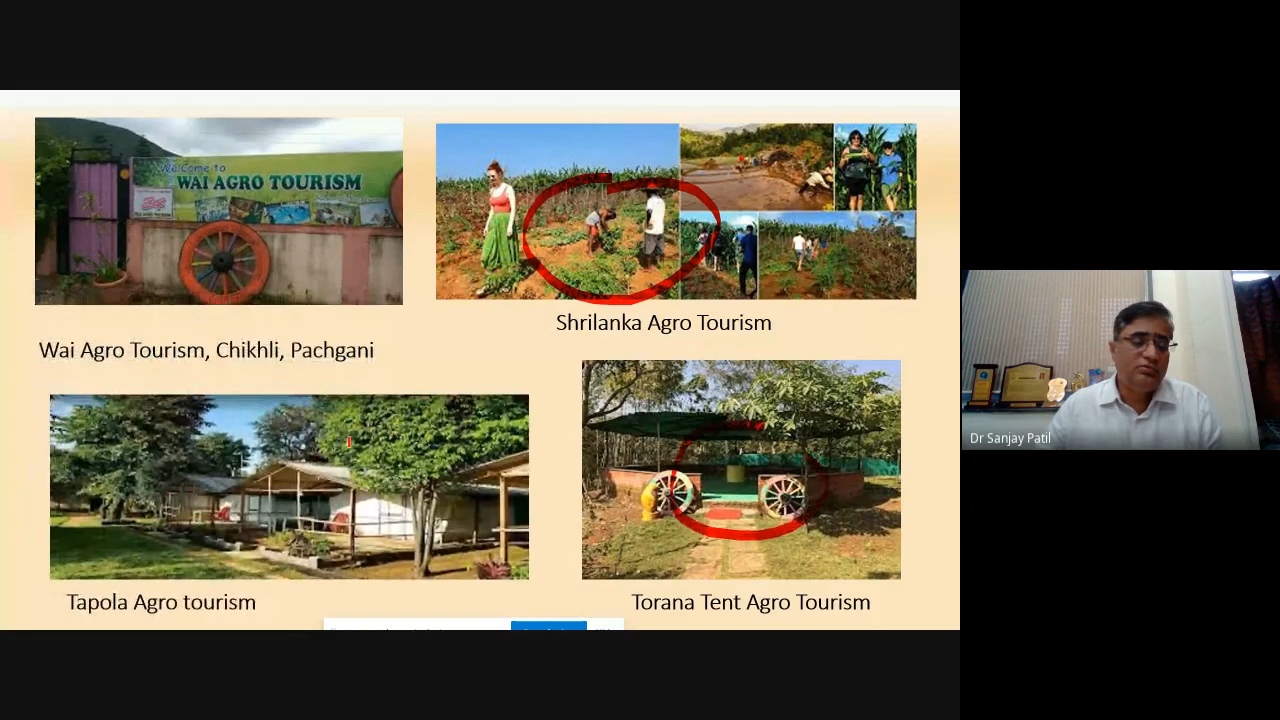 Welcome to
WAI AGRO TOURISM
Shrilanka Agro Tourism
Wai Agro Tourism, Chikhli, Pachgani
Dr Sanjay Patil
Tapola Agro tourism
Torana Tent Agro Tourism